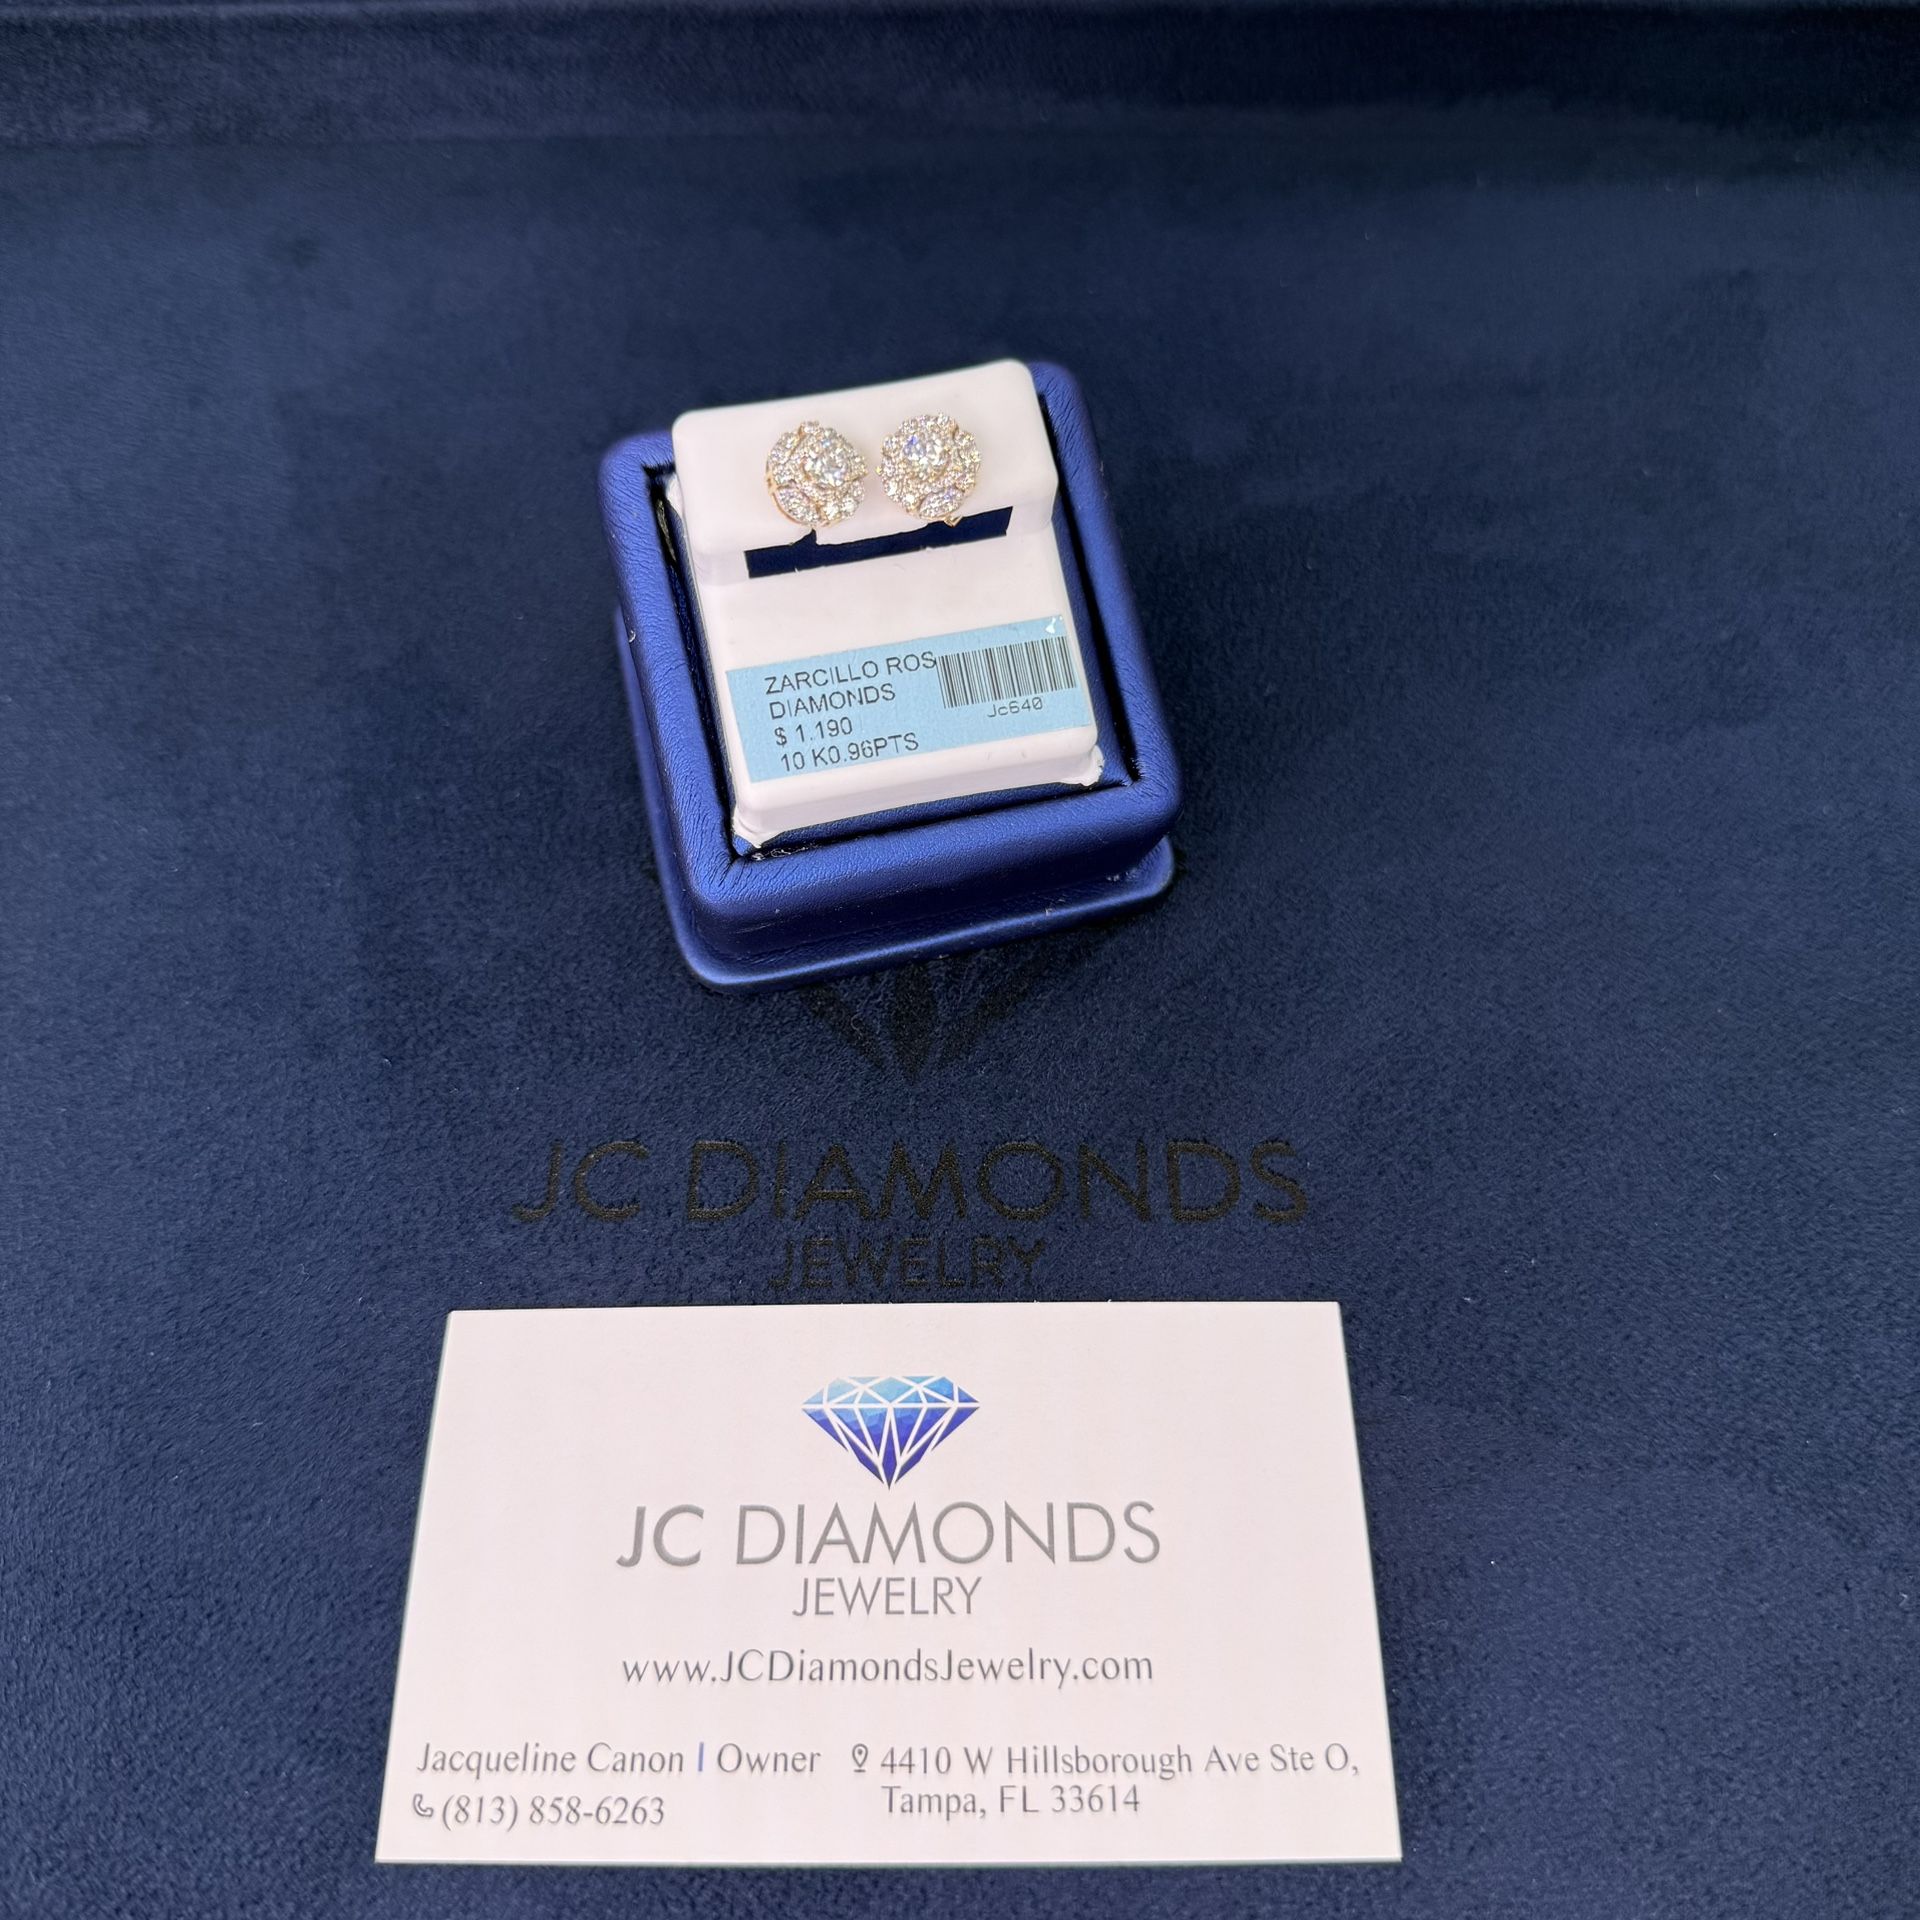 ZARCILLO ROS
DIAMONDS
$ 1.190
10 K0.96PTS
Jc640
JC DIAMONDS
JEWELRY
JC DIAMONDS
JEWELRY
www.JCDiamondsJewelry.com
Jacqueline Canon | Owner
(813) 858-6263
4410 W Hillsborough Ave Ste O,
Tampa, FL 33614